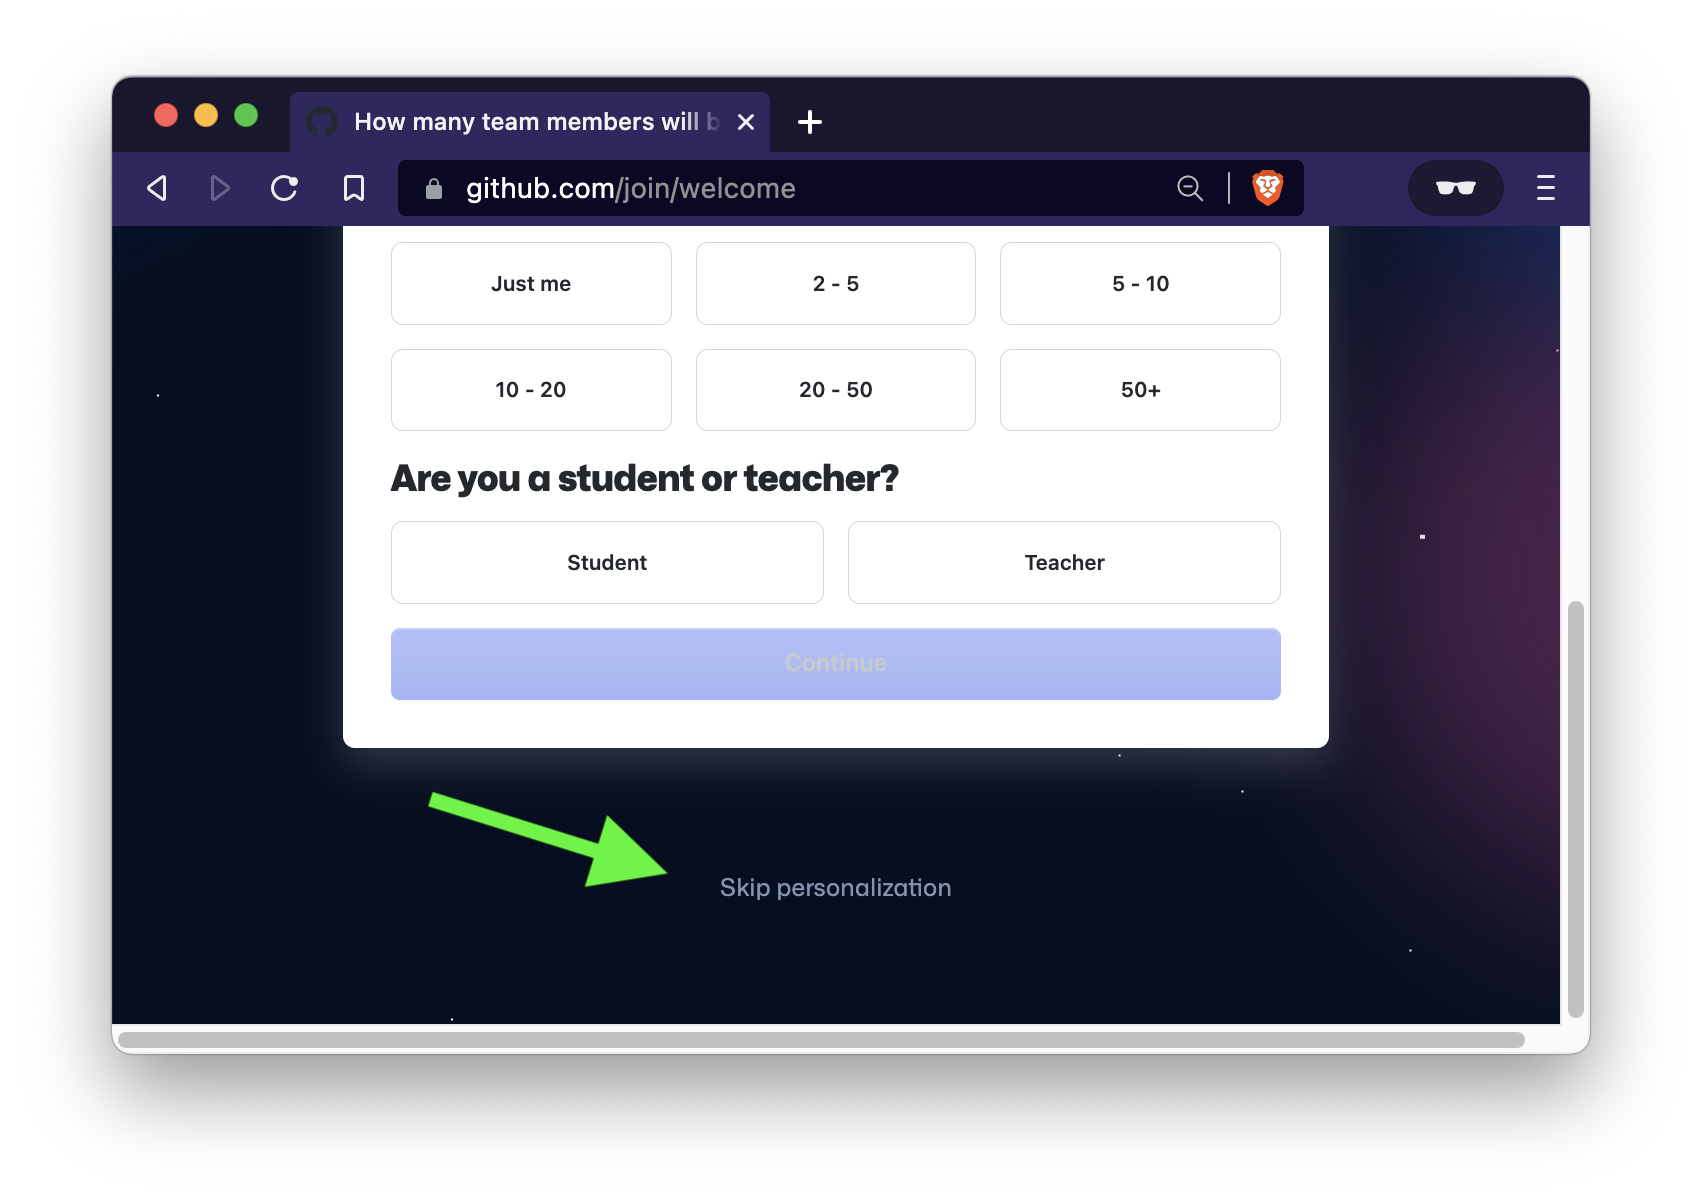 How many team members will b
github.com/join/welcome
Just me
2 - 5
5 - 10
10 - 20
20 - 50
50+
Are you a student or teacher?
Student
Teacher
Continue
Skip personalization